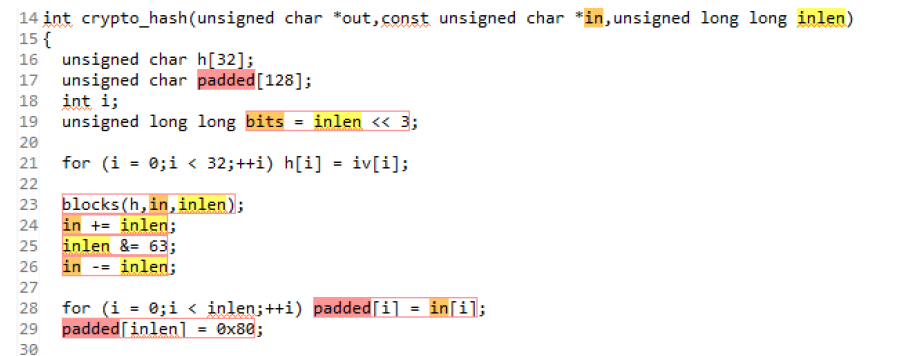 14 int crypto_hash(unsigned char *out,const unsigned char *in,unsigned long long inlen)
15 {
16   unsigned char h[32];
17   unsigned char padded[128];
18   int i;
19   unsigned long long bits = inlen << 3;
20
21   for (i = 0;i < 32;++i) h[i] = iv[i];
22
23   blocks(h,in,inlen);
24   in += inlen;
25   inlen &= 63;
26   in -= inlen;
27
28   for (i = 0;i < inlen;++i) padded[i] = in[i];
29   padded[inlen] = 0x80;
30